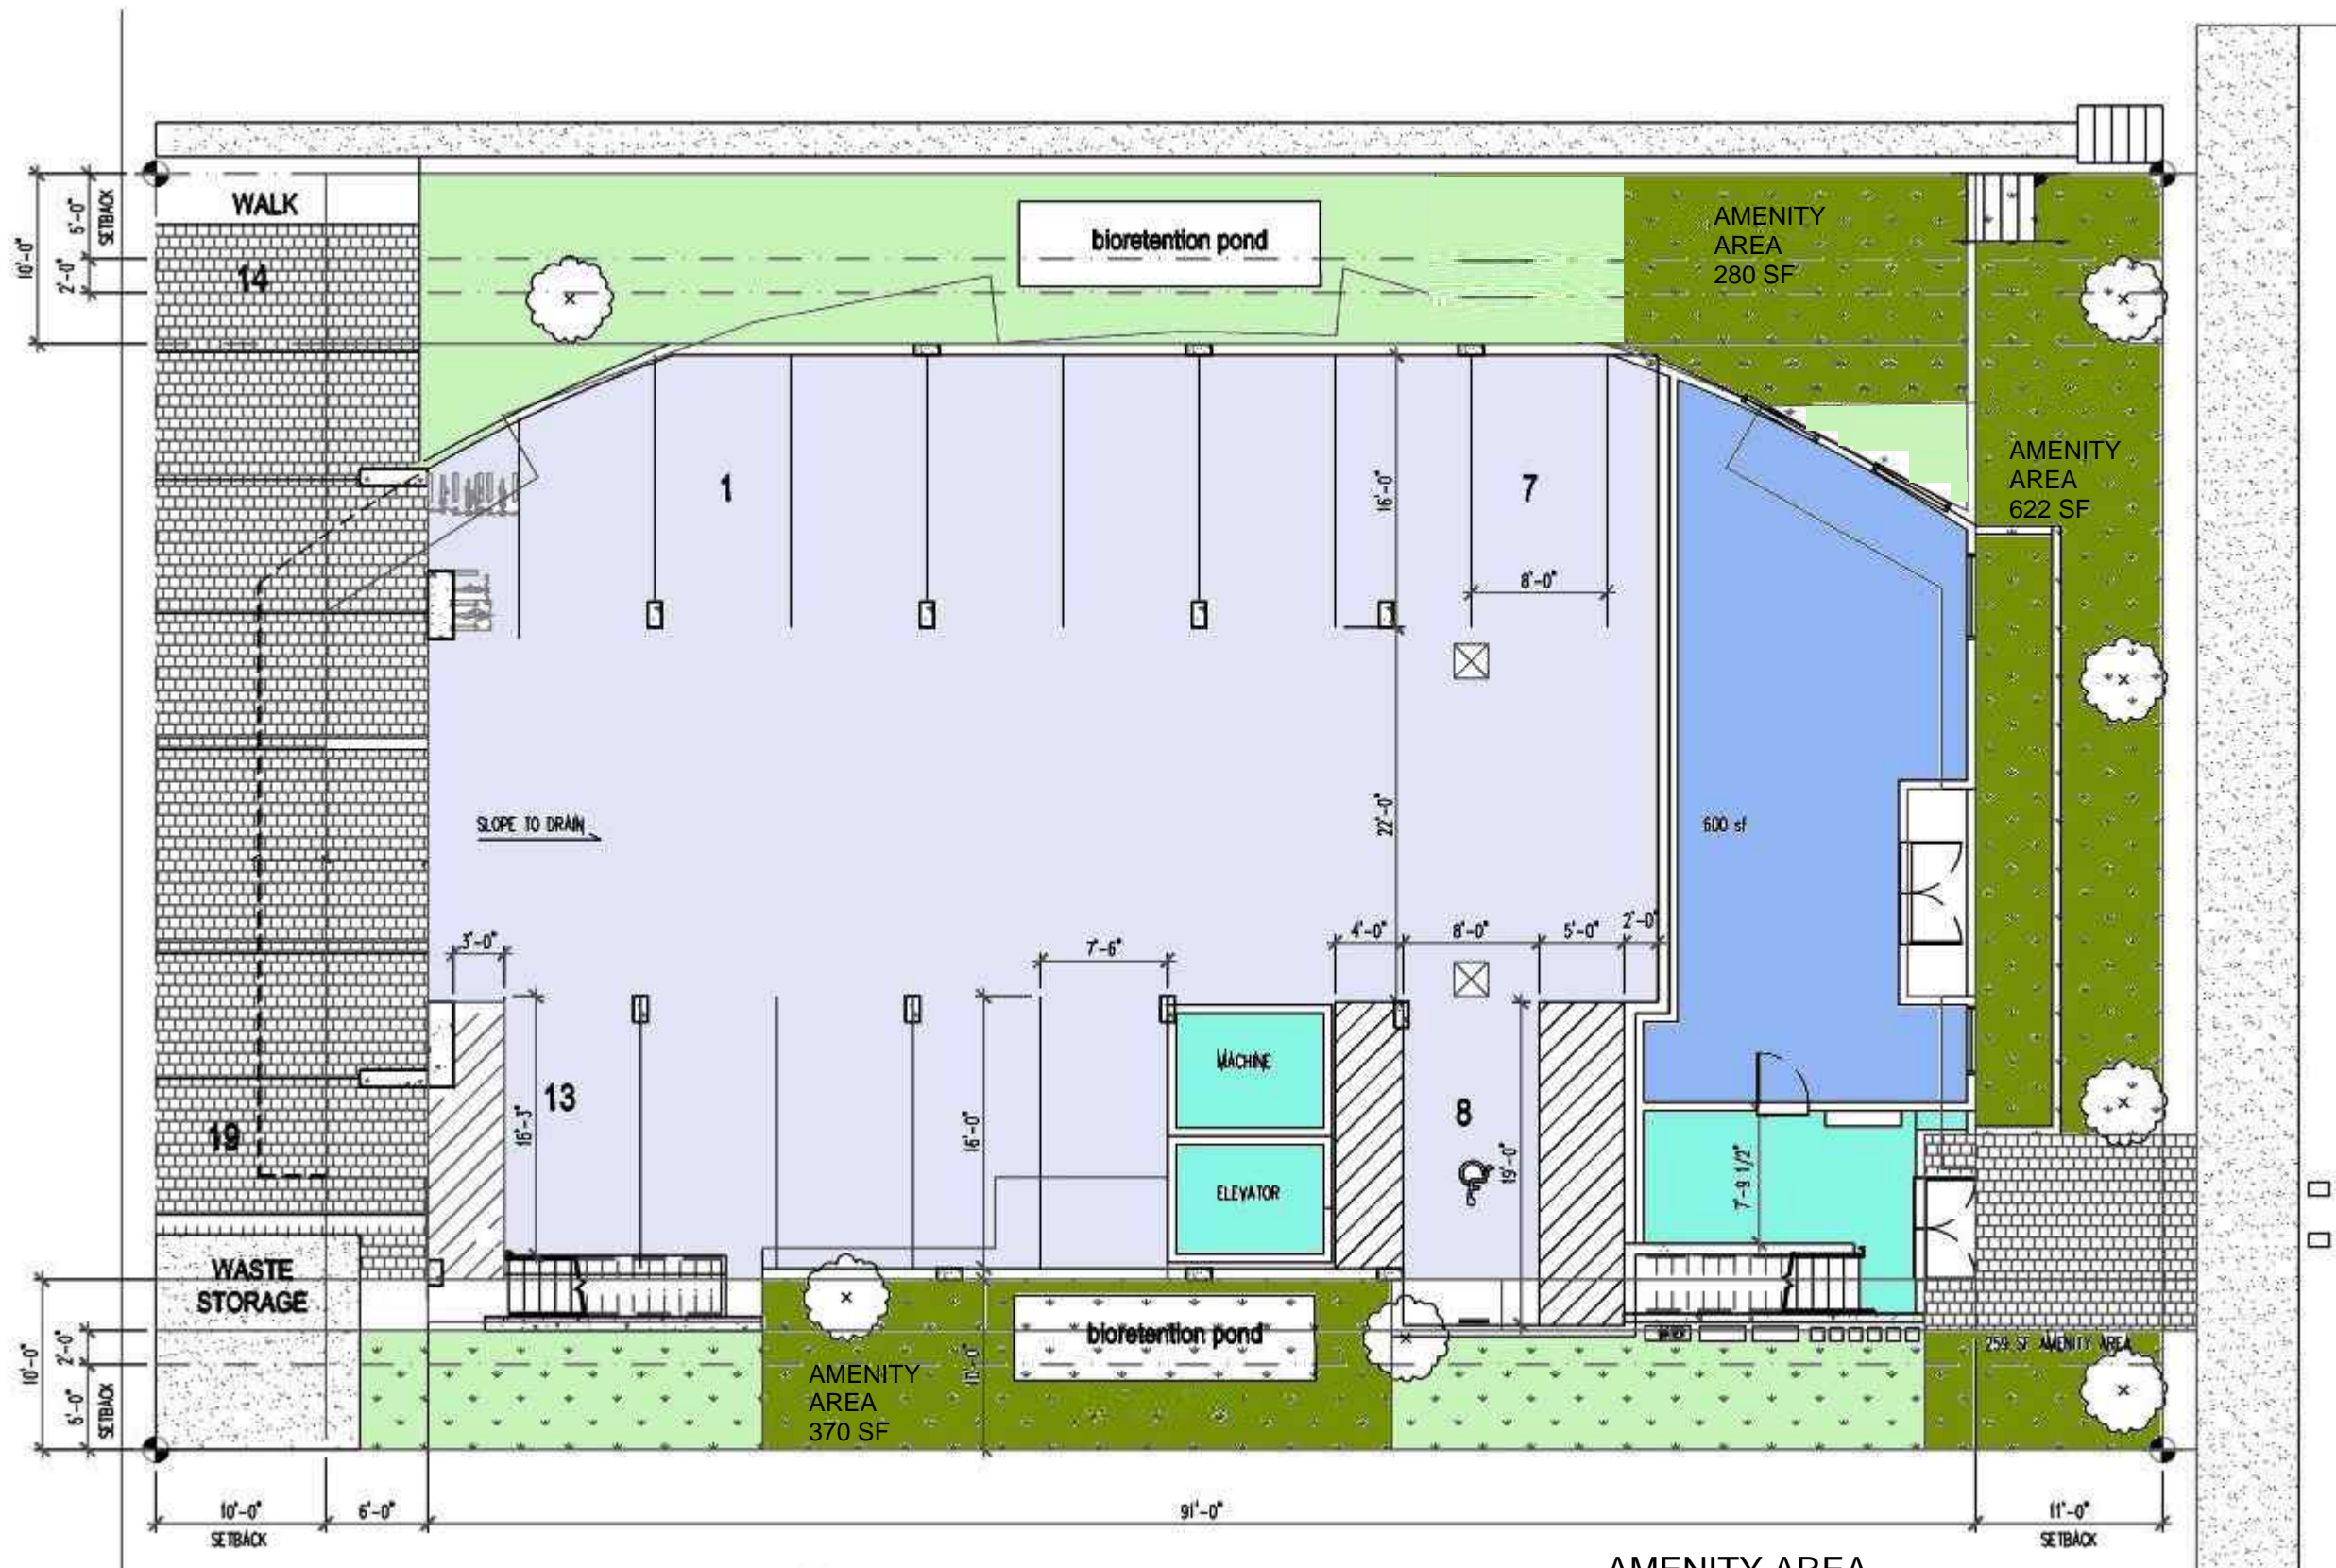 WALK
14
10'-0"
5'-0"
SETBACK
2'-0"
bioretention pond
AMENITY
AREA
280 SF
AMENITY
AREA
622 SF
1
7
16'-0"
8'-0"
SLOPE TO DRAIN
22'-0"
600 sf
3'-0"
7'-6"
4'-0"
8'-0"
5'-0"
2'-0"
MACHINE
13
16'-3"
16'-0"
8
19'-0"
19
ELEVATOR
7'-9 1/2"
WASTE
STORAGE
10'-0"
2'-0"
5'-0"
SETBACK
bioretention pond
AMENITY
AREA
370 SF
10'-0"
259 SF AMENITY AREA
10'-0"
SETBACK
6'-0"
91'-0"
11'-0"
SETBACK
AMENITY AREA